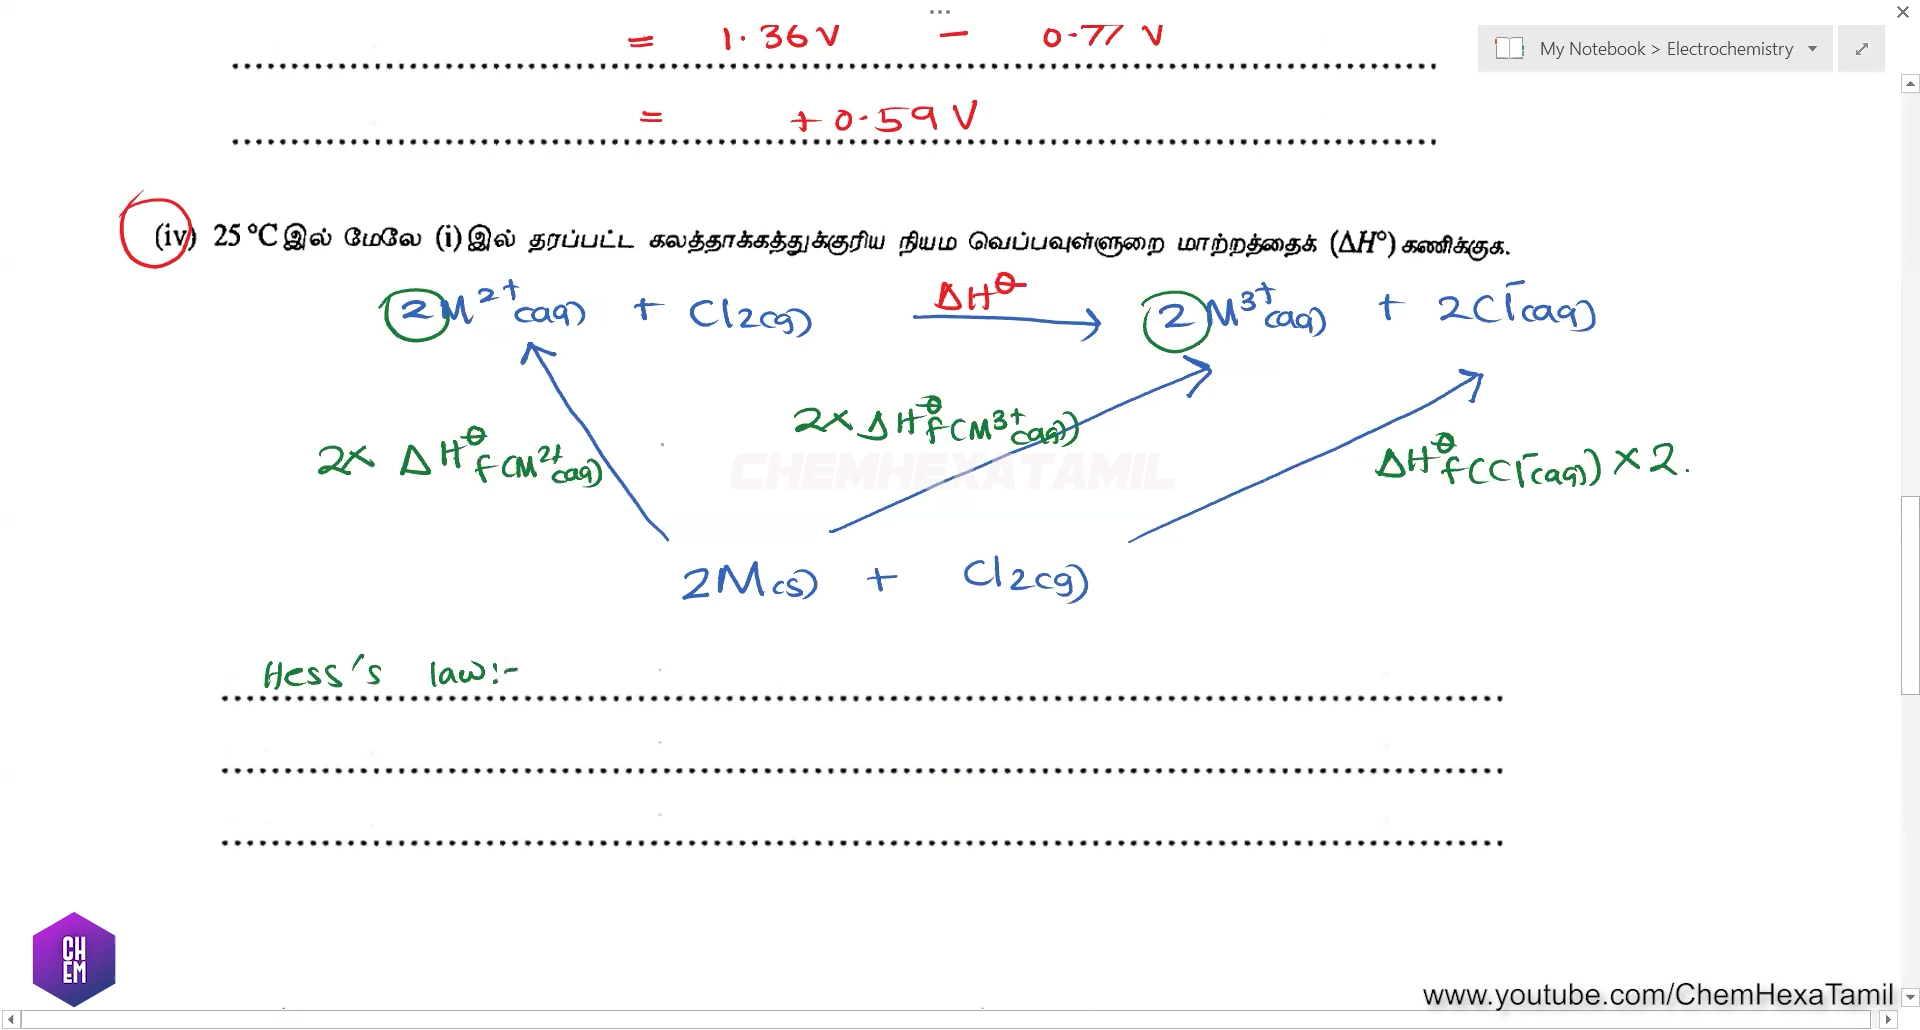 = 1.36 V - 0.77 V
My Notebook > Electrochemistry
= + 0.59 V
(iv) 25 °C இல் மேலே (i) இல் தரப்பட்ட கலத்தாக்கத்துக்குரிய நியம வெப்பவுள்ளுறை மாற்றத்தைக் (ΔH°) கணிக்குக.
2M²⁺(aq) + Cl₂(g) ΔH^θ → 2M³⁺(aq) + 2Cl⁻(aq)
2× ΔH^θ f(M²⁺(aq)) 2× ΔH^θ f(M³⁺(aq)) ΔH^θ f(Cl⁻(aq)) × 2.
CHEMHEXATAMIL
2M(s) + Cl₂(g)
Hess's law:-
CH
EM
www.youtube.com/ChemHexaTamil